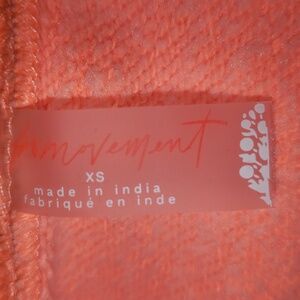 movement
XS
made in india
fabriqué en inde